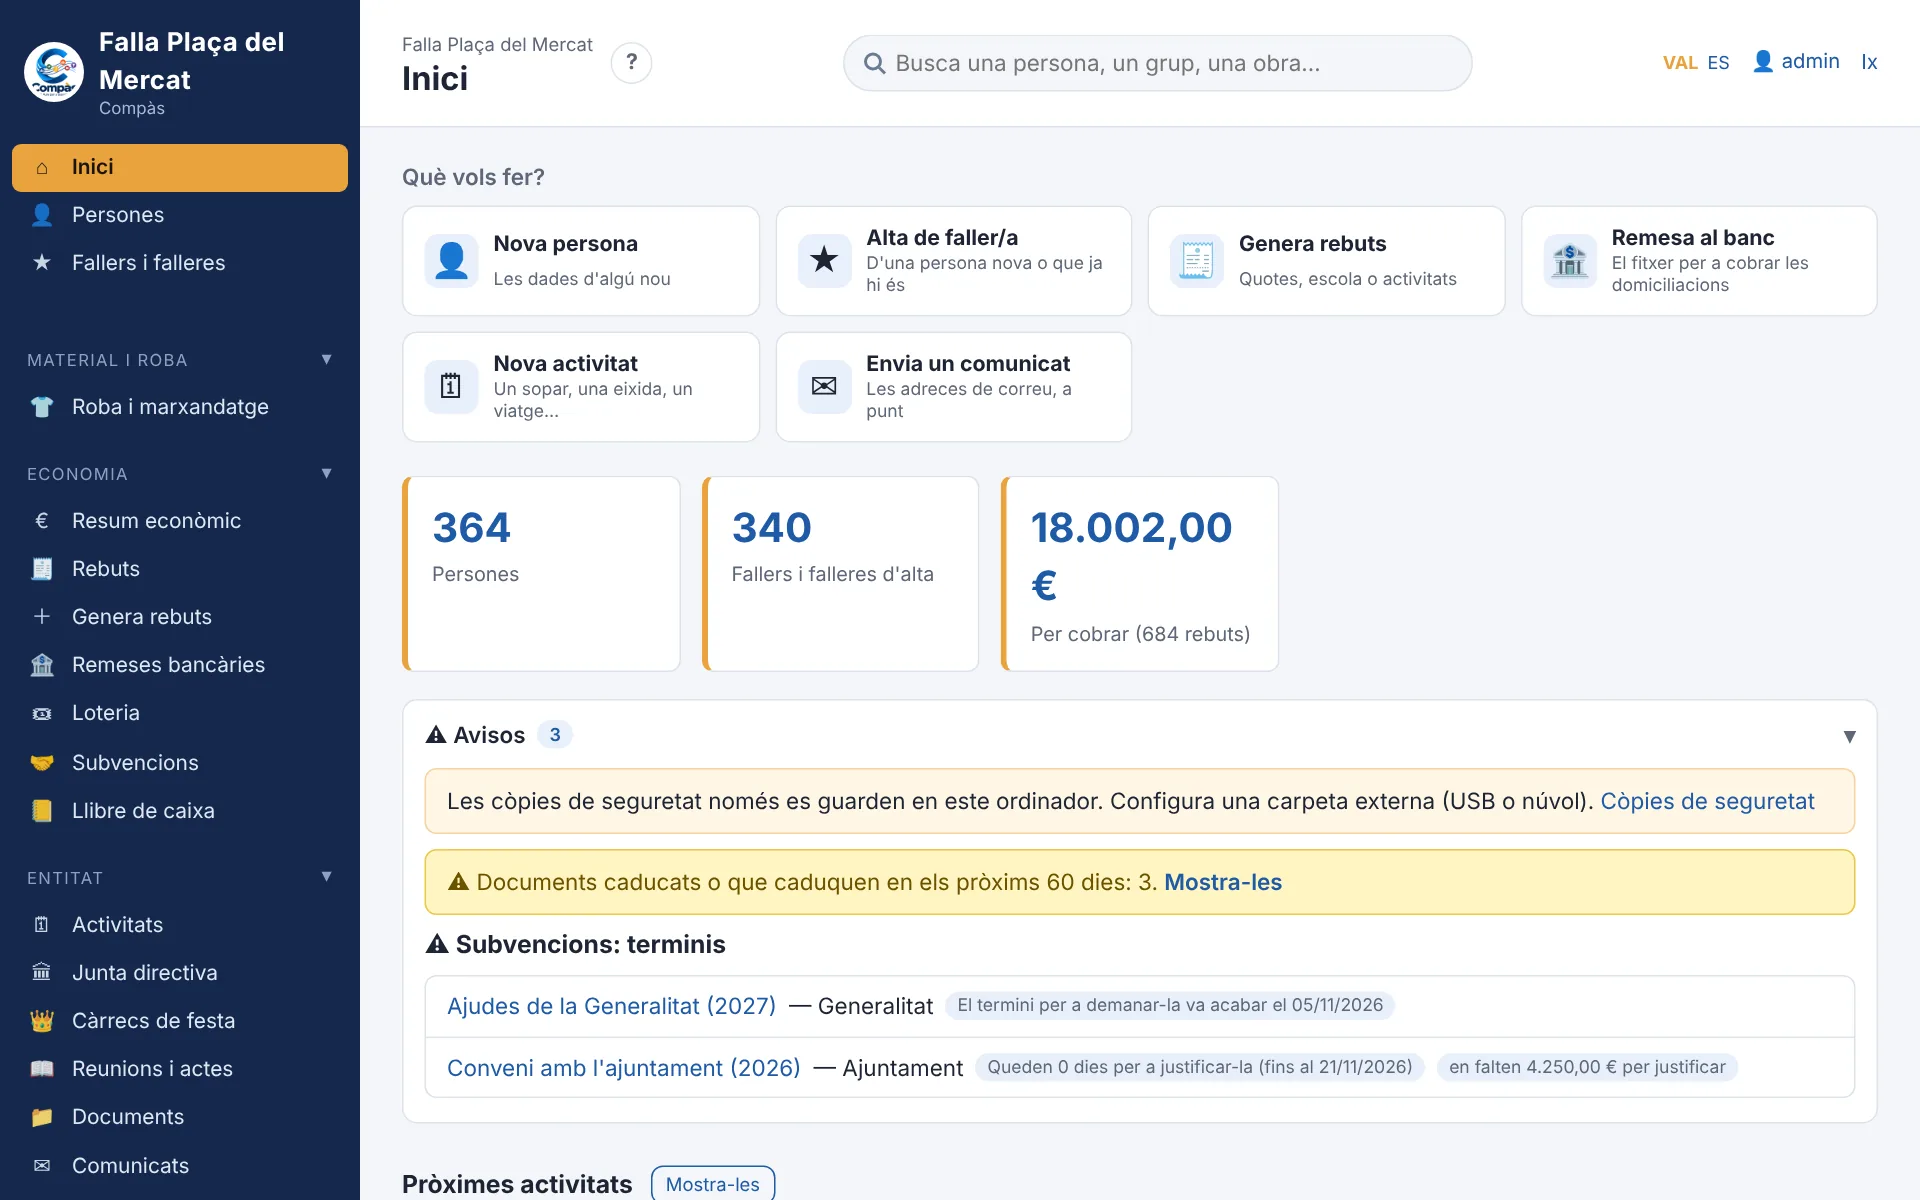 Falla Plaça del
Mercat
Compàs
Inici
Persones
Fallers i falleres
MATERIAL I ROBA
Roba i marxandatge
ECONOMIA
Resum econòmic
Rebuts
Genera rebuts
Remeses bancàries
Loteria
Subvencions
Llibre de caixa
ENTITAT
Activitats
Junta directiva
Càrrecs de festa
Reunions i actes
Documents
Comunicats
Falla Plaça del Mercat
Inici
?
Busca una persona, un grup, una obra...
VAL ES admin Ix
Què vols fer?
Nova persona
Les dades d'algú nou
Alta de faller/a
D'una persona nova o que ja
hi és
Genera rebuts
Quotes, escola o activitats
Remesa al banc
El fitxer per a cobrar les
domiciliacions
Nova activitat
Un sopar, una eixida, un
viatge...
Envia un comunicat
Les adreces de correu, a
punt
364
Persones
340
Fallers i falleres d'alta
18.002,00
€
Per cobrar (684 rebuts)
Avisos 3
Les còpies de seguretat només es guarden en este ordinador. Configura una carpeta externa (USB o núvol). Còpies de seguretat
Documents caducats o que caduquen en els pròxims 60 dies: 3. Mostra-les
Subvencions: terminis
Ajudes de la Generalitat (2027) — Generalitat El termini per a demanar-la va acabar el 05/11/2026
Conveni amb l'ajuntament (2026) — Ajuntament Queden 0 dies per a justificar-la (fins al 21/11/2026) en falten 4.250,00 € per justificar
Pròximes activitats Mostra-les